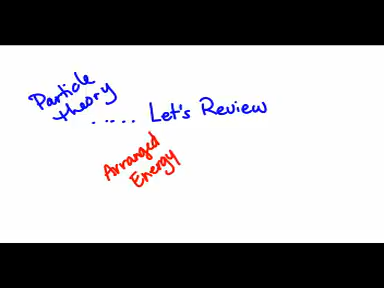 Particle
theory
..... Let's Review
Arranged
Energy